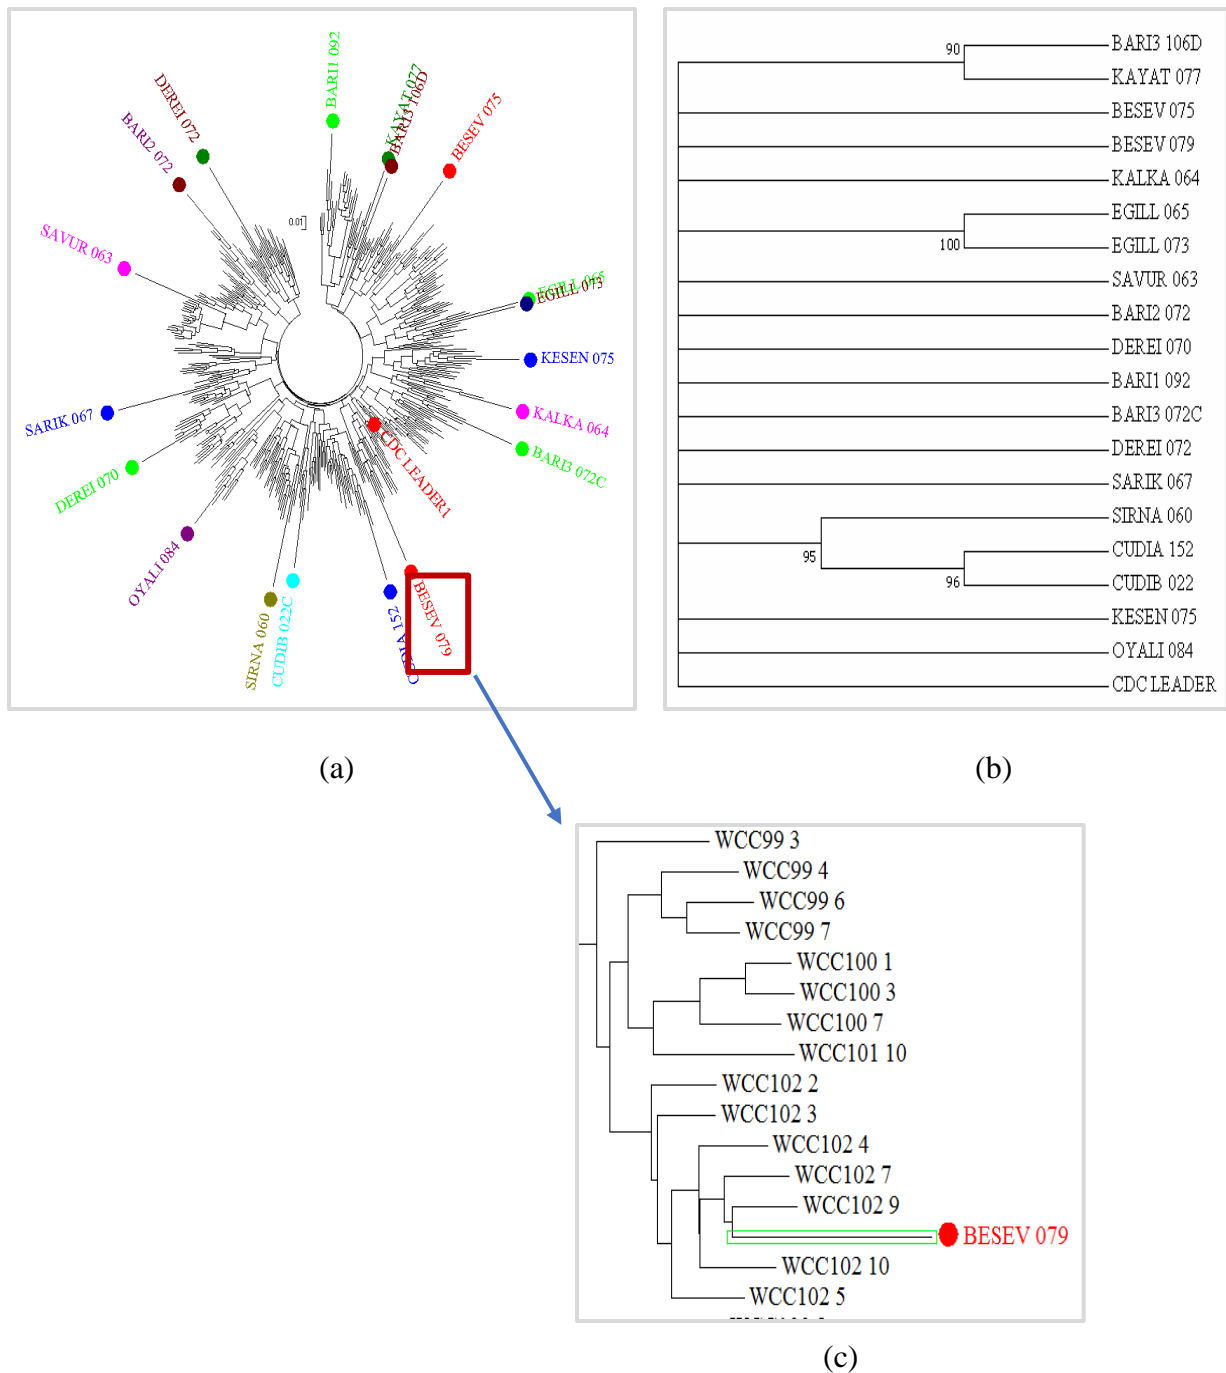 BARI1 092
KAYAT 077
BARI3 106D
BESEV 075
DEREI 072
BARI2 072
SAVUR 063
0.01
EGILL 065
EGILL 073
KESEN 075
SARIK 067
KALKA 064
CDC LEADER1
BARI3 072C
DEREI 070
OYALI 084
SIRNA 060
CUDIB 022C
CUDIA 152
BESEV 079
(a)
90
BARI3 106D
KAYAT 077
BESEV 075
BESEV 079
KALKA 064
EGILL 065
100
EGILL 073
SAVUR 063
BARI2 072
DEREI 070
BARI1 092
BARI3 072C
DEREI 072
SARIK 067
SIRNA 060
95
CUDIA 152
96
CUDIB 022
KESEN 075
OYALI 084
CDC LEADER
(b)
WCC99 3
WCC99 4
WCC99 6
WCC99 7
WCC100 1
WCC100 3
WCC100 7
WCC101 10
WCC102 2
WCC102 3
WCC102 4
WCC102 7
WCC102 9
BESEV 079
WCC102 10
WCC102 5
(c)